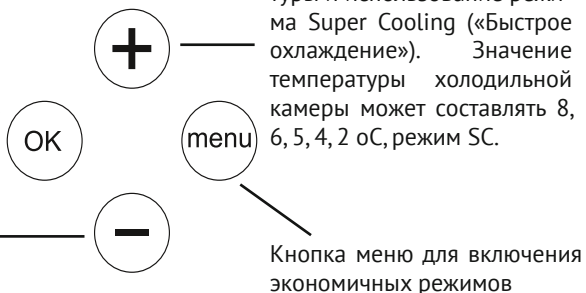 ма Super Cooling («Быстрое
охлаждение»). Значение
температуры холодильной
камеры может составлять 8,
6, 5, 4, 2 оС, режим SC.
+
OK
menu
−
Кнопка меню для включения
экономичных режимов